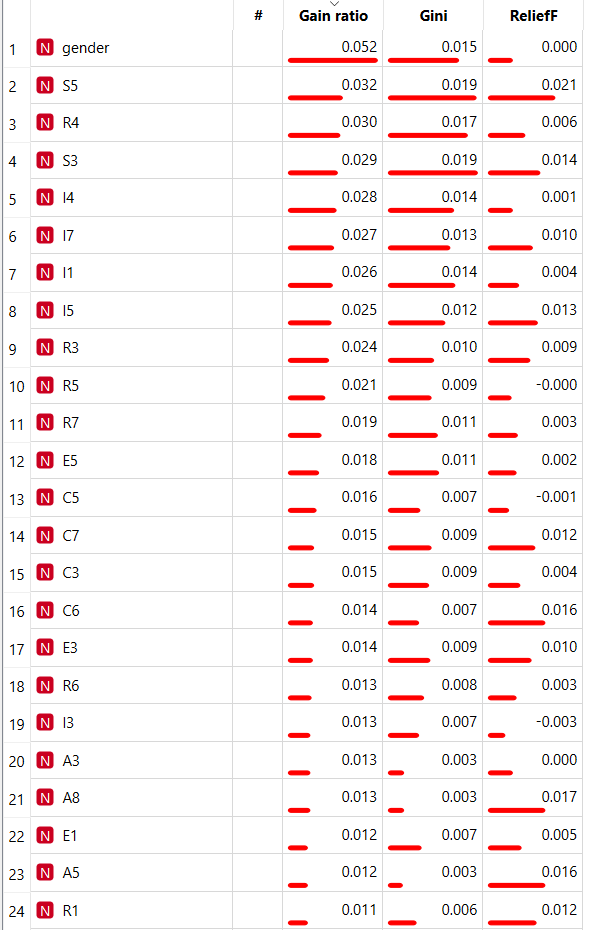 # Gain ratio Gini ReliefF
1 N gender 0.052 0.015 0.000
2 N S5 0.032 0.019 0.021
3 N R4 0.030 0.017 0.006
4 N S3 0.029 0.019 0.014
5 N I4 0.028 0.014 0.001
6 N I7 0.027 0.013 0.010
7 N I1 0.026 0.014 0.004
8 N I5 0.025 0.012 0.013
9 N R3 0.024 0.010 0.009
10 N R5 0.021 0.009 -0.000
11 N R7 0.019 0.011 0.003
12 N E5 0.018 0.011 0.002
13 N C5 0.016 0.007 -0.001
14 N C7 0.015 0.009 0.012
15 N C3 0.015 0.009 0.004
16 N C6 0.014 0.007 0.016
17 N E3 0.014 0.009 0.010
18 N R6 0.013 0.008 0.003
19 N I3 0.013 0.007 -0.003
20 N A3 0.013 0.003 0.000
21 N A8 0.013 0.003 0.017
22 N E1 0.012 0.007 0.005
23 N A5 0.012 0.003 0.016
24 N R1 0.011 0.006 0.012